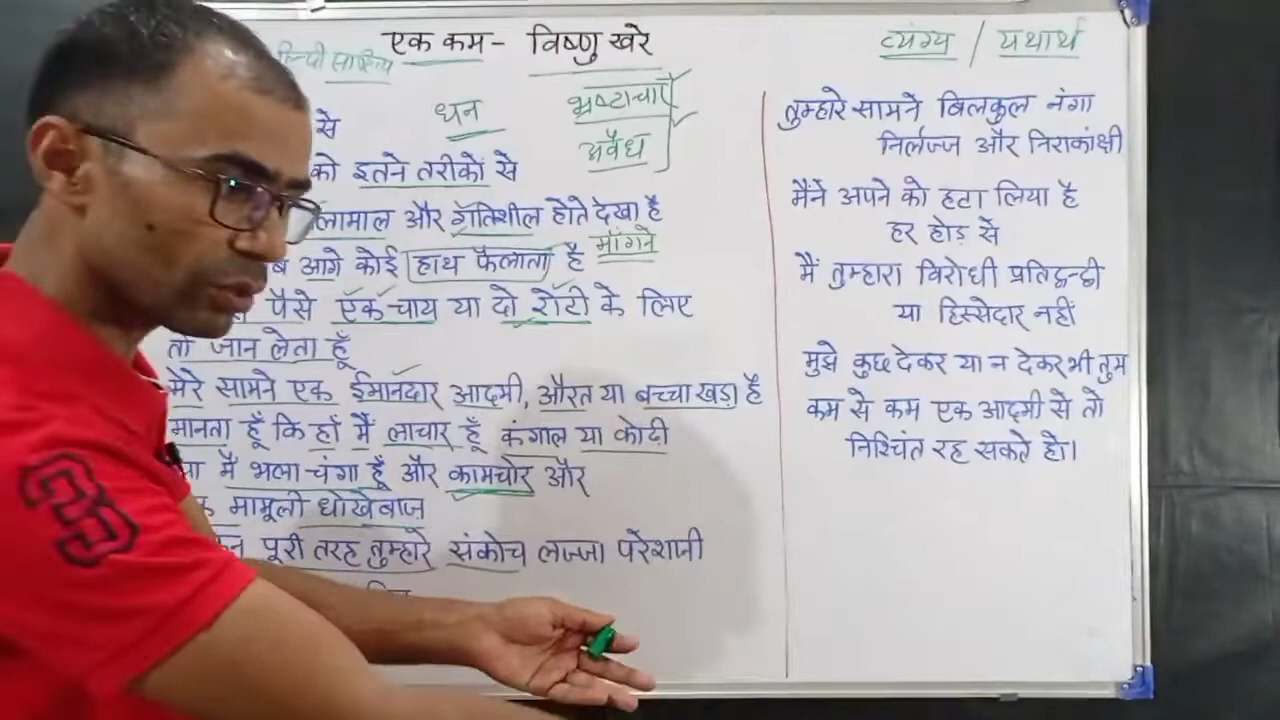 एक कम - विष्णु खरे
हिन्दी साहित्य
व्यंग्य / यथार्थ
धन
भ्रष्टाचार
अवैध
से
को इतने तरीकों से
लामाल और गतिशील होते देखा है
मांगने
आगे कोई हाथ फैलाता है
पैसे एक चाय या दो रोटी के लिए
तो जान लेता हूँ
मेरे सामने एक ईमानदार आदमी, औरत या बच्चा खड़ा है
मानता हूँ कि हाँ मैं लाचार हूँ कंगाल या कोढ़ी
मैं भला चंगा हूँ और कामचोर और
मामूली धोखेबाज़
पूरी तरह तुम्हारे संकोच लज्जा परेशानी
तुम्हारे सामने बिलकुल नंगा
निर्लज्ज और निराकांक्षी
मैंने अपने को हटा लिया है
हर होड़ से
मैं तुम्हारा विरोधी प्रतिद्वन्द्वी
या हिस्सेदार नहीं
मुझे कुछ देकर या न देकर भी तुम
कम से कम एक आदमी से तो
निश्चिंत रह सकते हो।